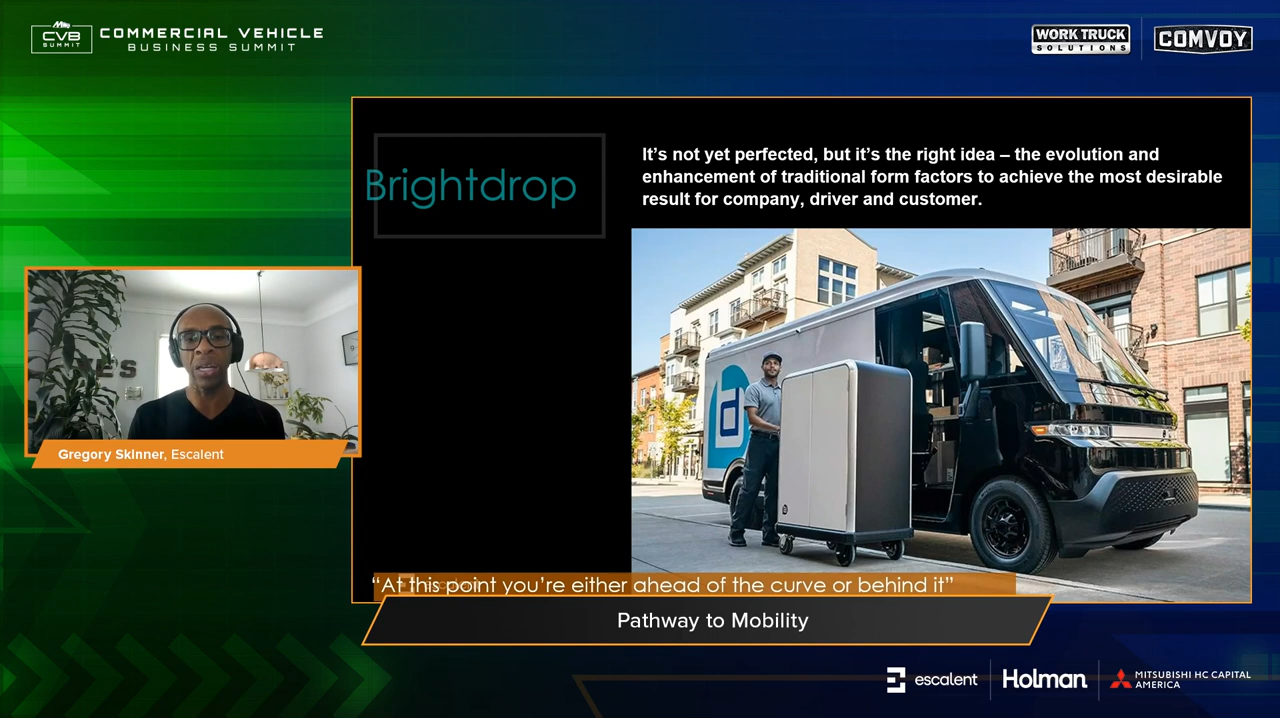 CVB
SUMMIT
COMMERCIAL VEHICLE
BUSINESS SUMMIT
WORK TRUCK
SOLUTIONS
COMVOY
Brightdrop
It’s not yet perfected, but it’s the right idea – the evolution and
enhancement of traditional form factors to achieve the most desirable
result for company, driver and customer.
Gregory Skinner, Escalent
“At this point you’re either ahead of the curve or behind it”
Pathway to Mobility
escalent
Holman
MITSUBISHI HC CAPITAL
AMERICA